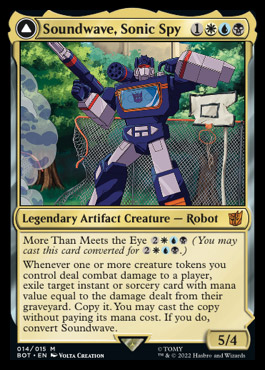 Soundwave, Sonic Spy 1
Legendary Artifact Creature — Robot
More Than Meets the Eye 2 (You may
cast this card converted for 2 .)
Whenever one or more creature tokens you
control deal combat damage to a player,
exile target instant or sorcery card with mana
value equal to the damage dealt from their
graveyard. Copy it. You may cast the copy
without paying its mana cost. If you do,
convert Soundwave.
5/4
014/015 M
BOT • EN VOLTA CREATION
© TOMY
™ & © 2022 Hasbro and Wizards